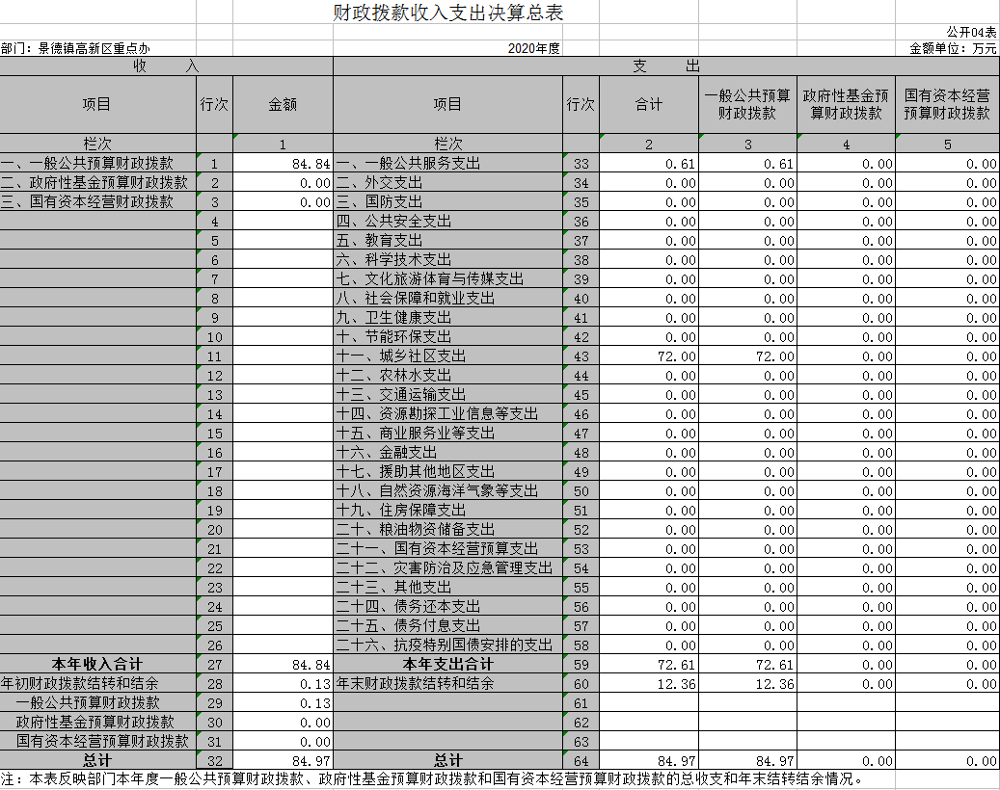 财政拨款收入支出决算总表
公开04表
部门：景德镇高新区重点办 2020年度 金额单位：万元
收 入 支 出
项目 行次 金额 项目 行次 合计 一般公共预算财政拨款 政府性基金预算财政拨款 国有资本经营预算财政拨款
栏次 1 栏次 2 3 4 5
一、一般公共预算财政拨款 1 84.84 一、一般公共服务支出 33 0.61 0.61 0.00 0.00
二、政府性基金预算财政拨款 2 0.00 二、外交支出 34 0.00 0.00 0.00 0.00
三、国有资本经营财政拨款 3 0.00 三、国防支出 35 0.00 0.00 0.00 0.00
4 四、公共安全支出 36 0.00 0.00 0.00 0.00
5 五、教育支出 37 0.00 0.00 0.00 0.00
6 六、科学技术支出 38 0.00 0.00 0.00 0.00
7 七、文化旅游体育与传媒支出 39 0.00 0.00 0.00 0.00
8 八、社会保障和就业支出 40 0.00 0.00 0.00 0.00
9 九、卫生健康支出 41 0.00 0.00 0.00 0.00
10 十、节能环保支出 42 0.00 0.00 0.00 0.00
11 十一、城乡社区支出 43 72.00 72.00 0.00 0.00
12 十二、农林水支出 44 0.00 0.00 0.00 0.00
13 十三、交通运输支出 45 0.00 0.00 0.00 0.00
14 十四、资源勘探工业信息等支出 46 0.00 0.00 0.00 0.00
15 十五、商业服务业等支出 47 0.00 0.00 0.00 0.00
16 十六、金融支出 48 0.00 0.00 0.00 0.00
17 十七、援助其他地区支出 49 0.00 0.00 0.00 0.00
18 十八、自然资源海洋气象等支出 50 0.00 0.00 0.00 0.00
19 十九、住房保障支出 51 0.00 0.00 0.00 0.00
20 二十、粮油物资储备支出 52 0.00 0.00 0.00 0.00
21 二十一、国有资本经营预算支出 53 0.00 0.00 0.00 0.00
22 二十二、灾害防治及应急管理支出 54 0.00 0.00 0.00 0.00
23 二十三、其他支出 55 0.00 0.00 0.00 0.00
24 二十四、债务还本支出 56 0.00 0.00 0.00 0.00
25 二十五、债务付息支出 57 0.00 0.00 0.00 0.00
26 二十六、抗疫特别国债安排的支出 58 0.00 0.00 0.00 0.00
本年收入合计 27 84.84 本年支出合计 59 72.61 72.61 0.00 0.00
年初财政拨款结转和结余 28 0.13 年末财政拨款结转和结余 60 12.36 12.36 0.00 0.00
一般公共预算财政拨款 29 0.13 61
政府性基金预算财政拨款 30 0.00 62
国有资本经营预算财政拨款 31 0.00 63
总计 32 84.97 总计 64 84.97 84.97 0.00 0.00
注：本表反映部门本年度一般公共预算财政拨款、政府性基金预算财政拨款和国有资本经营预算财政拨款的总收支和年末结转结余情况。